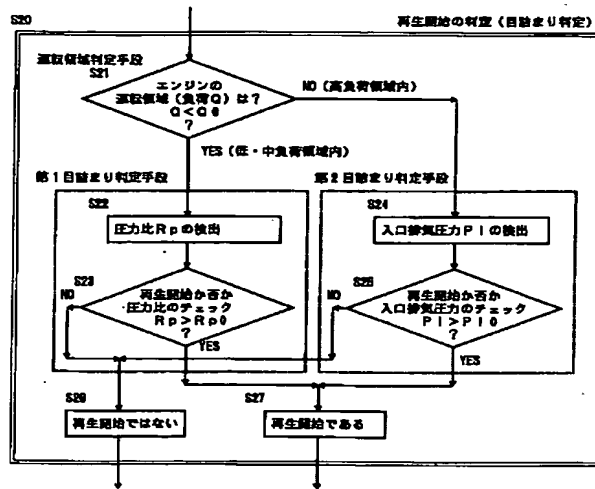 S20
再生開始の判定(目詰まり判定)
運転領域判定手段
S21
エンジンの
運転領域(負荷Q)は?
Q<Q0
?
NO(高負荷領域内)
YES(低・中負荷領域内)
第1目詰まり判定手段
S22
圧力比Rpの検出
S23
再生開始か否か
圧力比のチェック
Rp>Rp0
?
NO
YES
第2目詰まり判定手段
S24
入口排気圧力PIの検出
S25
再生開始か否か
入口排気圧力のチェック
PI>PI0
?
NO
YES
S26
再生開始ではない
S27
再生開始である